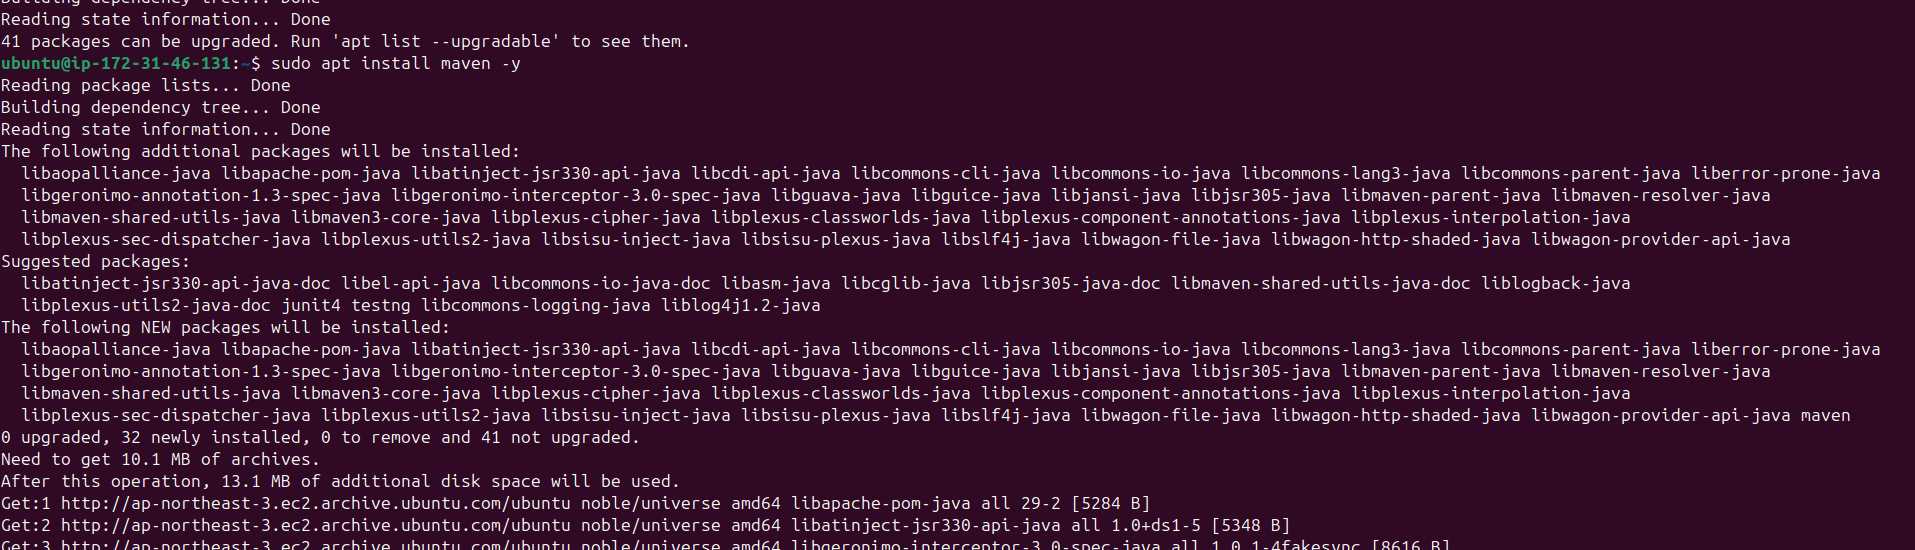 Building dependency tree... Done
Reading state information... Done
41 packages can be upgraded. Run 'apt list --upgradable' to see them.
ubuntu@ip-172-31-46-131:~$ sudo apt install maven -y
Reading package lists... Done
Building dependency tree... Done
Reading state information... Done
The following additional packages will be installed:
  libaopalliance-java libapache-pom-java libatinject-jsr330-api-java libcdi-api-java libcommons-cli-java libcommons-io-java libcommons-lang3-java libcommons-parent-java liberror-prone-java
  libgeronimo-annotation-1.3-spec-java libgeronimo-interceptor-3.0-spec-java libguava-java libguice-java libjansi-java libjsr305-java libmaven-parent-java libmaven-resolver-java
  libmaven-shared-utils-java libmaven3-core-java libplexus-cipher-java libplexus-classworlds-java libplexus-component-annotations-java libplexus-interpolation-java
  libplexus-sec-dispatcher-java libplexus-utils2-java libsisu-inject-java libsisu-plexus-java libslf4j-java libwagon-file-java libwagon-http-shaded-java libwagon-provider-api-java
Suggested packages:
  libatinject-jsr330-api-java-doc libel-api-java libcommons-io-java-doc libasm-java libcglib-java libjsr305-java-doc libmaven-shared-utils-java-doc liblogback-java
  libplexus-utils2-java-doc junit4 testng libcommons-logging-java liblog4j1.2-java
The following NEW packages will be installed:
  libaopalliance-java libapache-pom-java libatinject-jsr330-api-java libcdi-api-java libcommons-cli-java libcommons-io-java libcommons-lang3-java libcommons-parent-java liberror-prone-java
  libgeronimo-annotation-1.3-spec-java libgeronimo-interceptor-3.0-spec-java libguava-java libguice-java libjansi-java libjsr305-java libmaven-parent-java libmaven-resolver-java
  libmaven-shared-utils-java libmaven3-core-java libplexus-cipher-java libplexus-classworlds-java libplexus-component-annotations-java libplexus-interpolation-java
  libplexus-sec-dispatcher-java libplexus-utils2-java libsisu-inject-java libsisu-plexus-java libslf4j-java libwagon-file-java libwagon-http-shaded-java libwagon-provider-api-java maven
0 upgraded, 32 newly installed, 0 to remove and 41 not upgraded.
Need to get 10.1 MB of archives.
After this operation, 13.1 MB of additional disk space will be used.
Get:1 http://ap-northeast-3.ec2.archive.ubuntu.com/ubuntu noble/universe amd64 libapache-pom-java all 29-2 [5284 B]
Get:2 http://ap-northeast-3.ec2.archive.ubuntu.com/ubuntu noble/universe amd64 libatinject-jsr330-api-java all 1.0+ds1-5 [5348 B]
Get:3 http://ap-northeast-3.ec2.archive.ubuntu.com/ubuntu noble/universe amd64 libgeronimo-interceptor-3.0-spec-java all 1.0.1-4fakesync [8616 B]